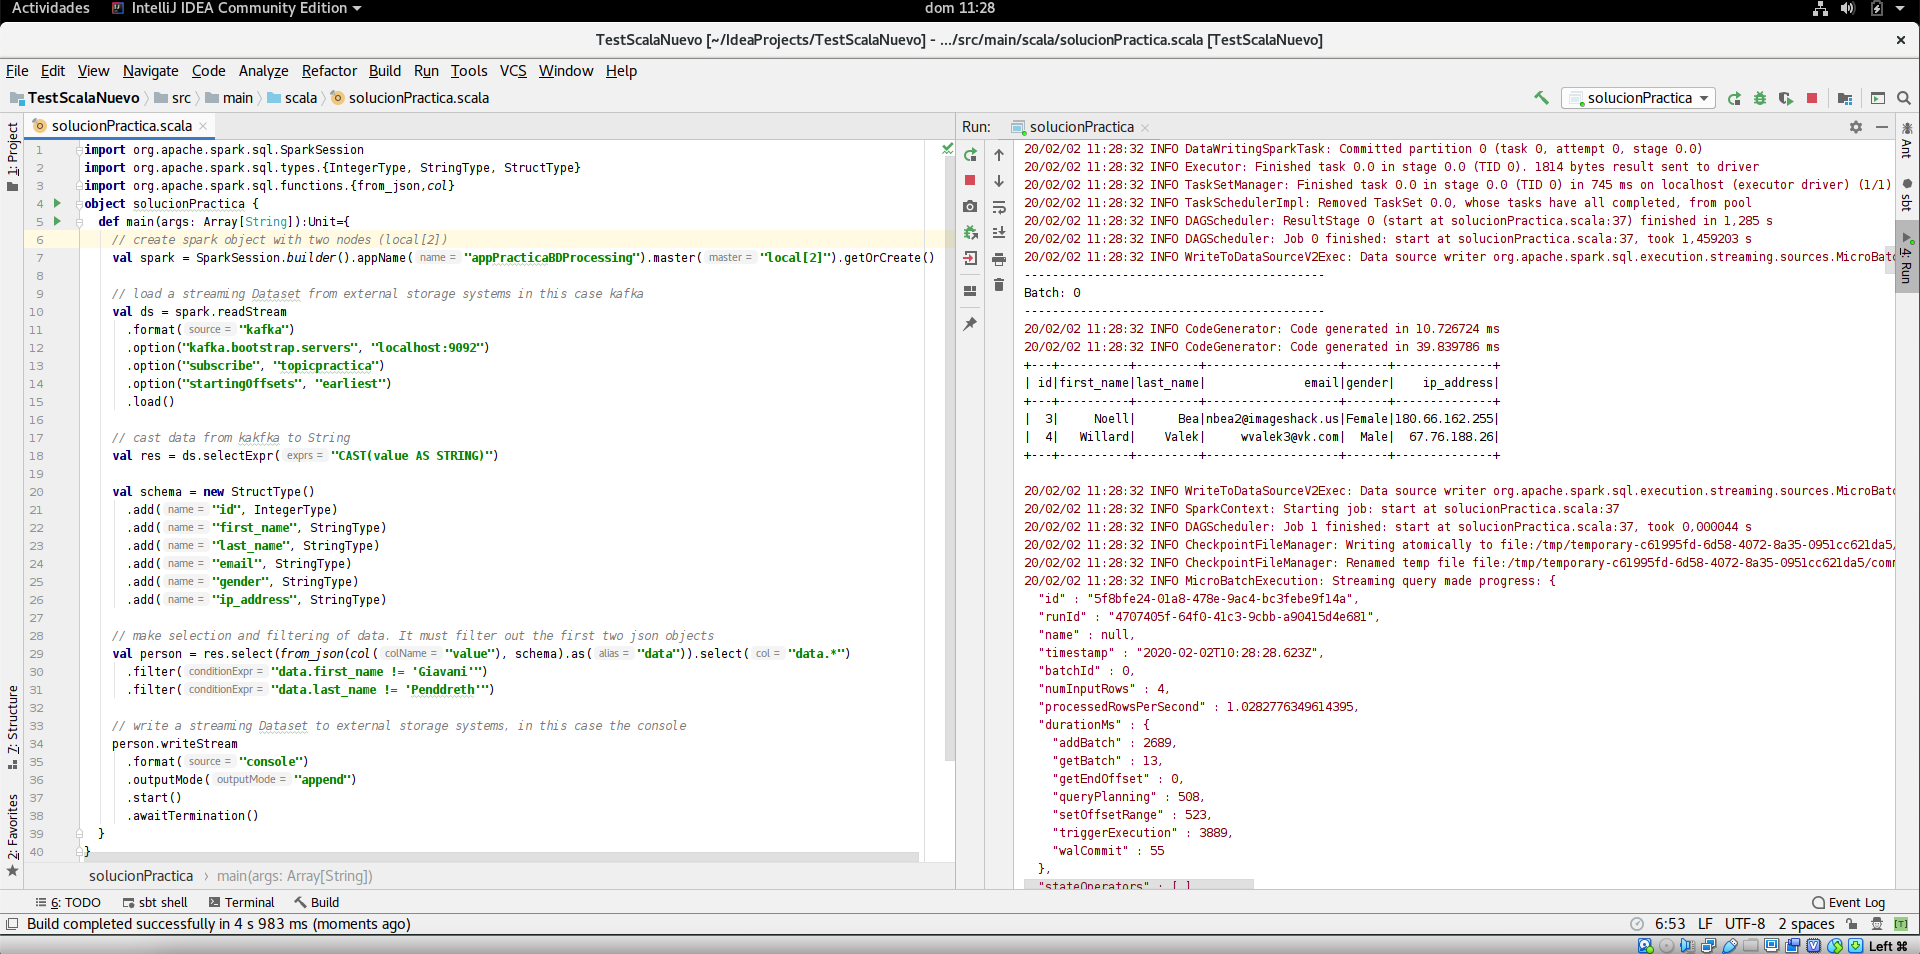 Actividades IntelliJ IDEA Community Edition dom 11:28
TestScalaNuevo [~/IdeaProjects/TestScalaNuevo] - .../src/main/scala/solucionPractica.scala [TestScalaNuevo]
File Edit View Navigate Code Analyze Refactor Build Run Tools VCS Window Help
TestScalaNuevo src main scala solucionPractica.scala solucionPractica
1: Project
7: Structure
2: Favorites
solucionPractica.scala
1 import org.apache.spark.sql.SparkSession
2 import org.apache.spark.sql.types.{IntegerType, StringType, StructType}
3 import org.apache.spark.sql.functions.{from_json,col}
4 object solucionPractica {
5 def main(args: Array[String]):Unit={
6 // create spark object with two nodes (local[2])
7 val spark = SparkSession.builder().appName( name = "appPracticaBDProcessing").master( master = "local[2]").getOrCreate()
8
9 // load a streaming Dataset from external storage systems in this case kafka
10 val ds = spark.readStream
11 .format( source = "kafka")
12 .option("kafka.bootstrap.servers", "localhost:9092")
13 .option("subscribe", "topicpractica")
14 .option("startingOffsets", "earliest")
15 .load()
16
17 // cast data from kakfka to String
18 val res = ds.selectExpr( exprs = "CAST(value AS STRING)")
19
20 val schema = new StructType()
21 .add( name = "id", IntegerType)
22 .add( name = "first_name", StringType)
23 .add( name = "last_name", StringType)
24 .add( name = "email", StringType)
25 .add( name = "gender", StringType)
26 .add( name = "ip_address", StringType)
27
28 // make selection and filtering of data. It must filter out the first two json objects
29 val person = res.select(from_json(col( colName = "value"), schema).as( alias = "data")).select( col = "data.*")
30 .filter( conditionExpr = "data.first_name != 'Giavani'")
31 .filter( conditionExpr = "data.last_name != 'Penddreth'")
32
33 // write a streaming Dataset to external storage systems, in this case the console
34 person.writeStream
35 .format( source = "console")
36 .outputMode( outputMode = "append")
37 .start()
38 .awaitTermination()
39 }
40 }
solucionPractica main(args: Array[String])
Run: solucionPractica
20/02/02 11:28:32 INFO DataWritingSparkTask: Committed partition 0 (task 0, attempt 0, stage 0.0)
20/02/02 11:28:32 INFO Executor: Finished task 0.0 in stage 0.0 (TID 0). 1814 bytes result sent to driver
20/02/02 11:28:32 INFO TaskSetManager: Finished task 0.0 in stage 0.0 (TID 0) in 745 ms on localhost (executor driver) (1/1)
20/02/02 11:28:32 INFO TaskSchedulerImpl: Removed TaskSet 0.0, whose tasks have all completed, from pool
20/02/02 11:28:32 INFO DAGScheduler: ResultStage 0 (start at solucionPractica.scala:37) finished in 1,285 s
20/02/02 11:28:32 INFO DAGScheduler: Job 0 finished: start at solucionPractica.scala:37, took 1,459203 s
20/02/02 11:28:32 INFO WriteToDataSourceV2Exec: Data source writer org.apache.spark.sql.execution.streaming.sources.MicroBatc
-------------------------------------------
Batch: 0
-------------------------------------------
20/02/02 11:28:32 INFO CodeGenerator: Code generated in 10.726724 ms
20/02/02 11:28:32 INFO CodeGenerator: Code generated in 39.839786 ms
+---+----------+---------+-------------------+------+--------------+
| id|first_name|last_name|              email|gender|    ip_address|
+---+----------+---------+-------------------+------+--------------+
|  3|     Noell|      Bea|nbea2@imageshack.us|Female|180.66.162.255|
|  4|   Willard|    Valek|     wvalek3@vk.com|  Male|  67.76.188.26|
+---+----------+---------+-------------------+------+--------------+
20/02/02 11:28:32 INFO WriteToDataSourceV2Exec: Data source writer org.apache.spark.sql.execution.streaming.sources.MicroBatc
20/02/02 11:28:32 INFO SparkContext: Starting job: start at solucionPractica.scala:37
20/02/02 11:28:32 INFO DAGScheduler: Job 1 finished: start at solucionPractica.scala:37, took 0,000044 s
20/02/02 11:28:32 INFO CheckpointFileManager: Writing atomically to file:/tmp/temporary-c61995fd-6d58-4072-8a35-0951cc621da5/
20/02/02 11:28:32 INFO CheckpointFileManager: Renamed temp file file:/tmp/temporary-c61995fd-6d58-4072-8a35-0951cc621da5/com
20/02/02 11:28:32 INFO MicroBatchExecution: Streaming query made progress: {
"id" : "5f8bfe24-01a8-478e-9ac4-bc3febe9f14a",
"runId" : "4707405f-64f0-41c3-9cbb-a90415d4e681",
"name" : null,
"timestamp" : "2020-02-02T10:28:28.623Z",
"batchId" : 0,
"numInputRows" : 4,
"processedRowsPerSecond" : 1.0282776349614395,
"durationMs" : {
"addBatch" : 2689,
"getBatch" : 13,
"getEndOffset" : 0,
"queryPlanning" : 508,
"setOffsetRange" : 523,
"triggerExecution" : 3889,
"walCommit" : 55
},
"stateOperators" : [ ]
Ant
sbt
4: Run
6: TODO sbt shell Terminal Build Event Log
Build completed successfully in 4 s 983 ms (moments ago) 6:53 LF UTF-8 2 spaces [T]
Left ⌘